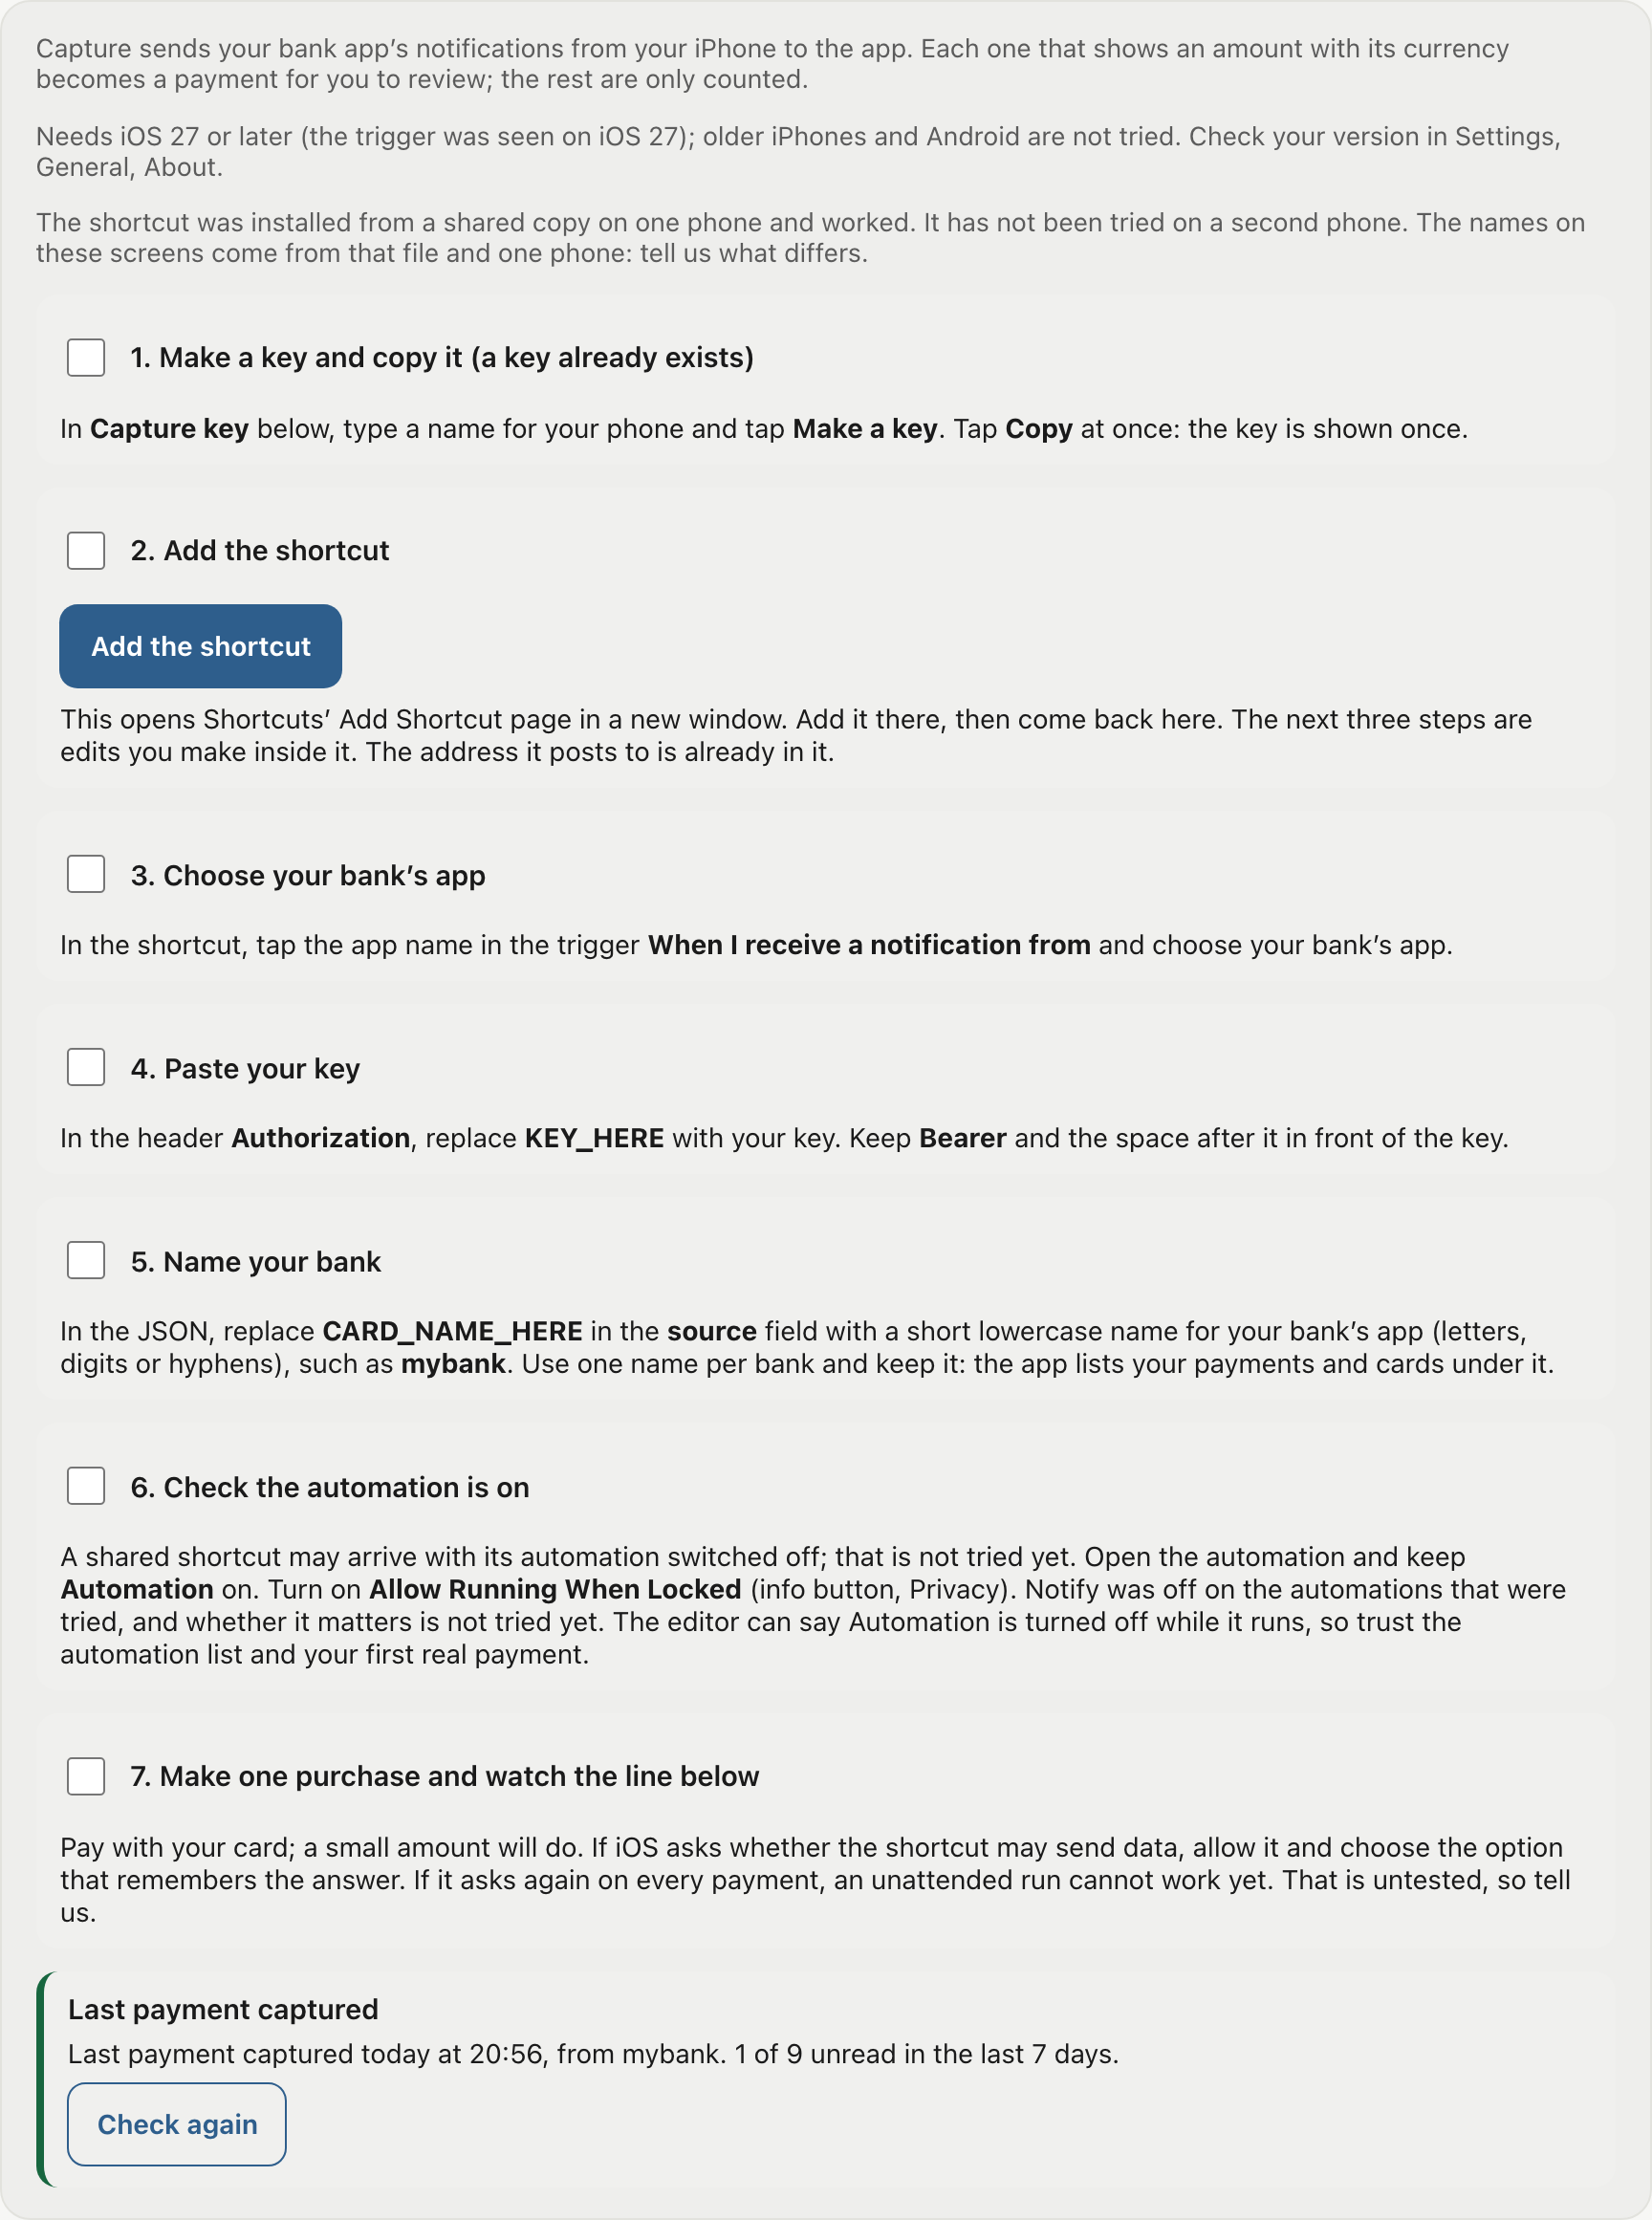 Capture sends your bank app’s notifications from your iPhone to the app. Each one that shows an amount with its currency
becomes a payment for you to review; the rest are only counted.
Needs iOS 27 or later (the trigger was seen on iOS 27); older iPhones and Android are not tried. Check your version in Settings,
General, About.
The shortcut was installed from a shared copy on one phone and worked. It has not been tried on a second phone. The names on
these screens come from that file and one phone: tell us what differs.
1. Make a key and copy it (a key already exists)
In Capture key below, type a name for your phone and tap Make a key. Tap Copy at once: the key is shown once.
2. Add the shortcut
Add the shortcut
This opens Shortcuts’ Add Shortcut page in a new window. Add it there, then come back here. The next three steps are
edits you make inside it. The address it posts to is already in it.
3. Choose your bank’s app
In the shortcut, tap the app name in the trigger When I receive a notification from and choose your bank’s app.
4. Paste your key
In the header Authorization, replace KEY_HERE with your key. Keep Bearer and the space after it in front of the key.
5. Name your bank
In the JSON, replace CARD_NAME_HERE in the source field with a short lowercase name for your bank’s app (letters,
digits or hyphens), such as mybank. Use one name per bank and keep it: the app lists your payments and cards under it.
6. Check the automation is on
A shared shortcut may arrive with its automation switched off; that is not tried yet. Open the automation and keep
Automation on. Turn on Allow Running When Locked (info button, Privacy). Notify was off on the automations that were
tried, and whether it matters is not tried yet. The editor can say Automation is turned off while it runs, so trust the
automation list and your first real payment.
7. Make one purchase and watch the line below
Pay with your card; a small amount will do. If iOS asks whether the shortcut may send data, allow it and choose the option
that remembers the answer. If it asks again on every payment, an unattended run cannot work yet. That is untested, so tell
us.
Last payment captured
Last payment captured today at 20:56, from mybank. 1 of 9 unread in the last 7 days.
Check again